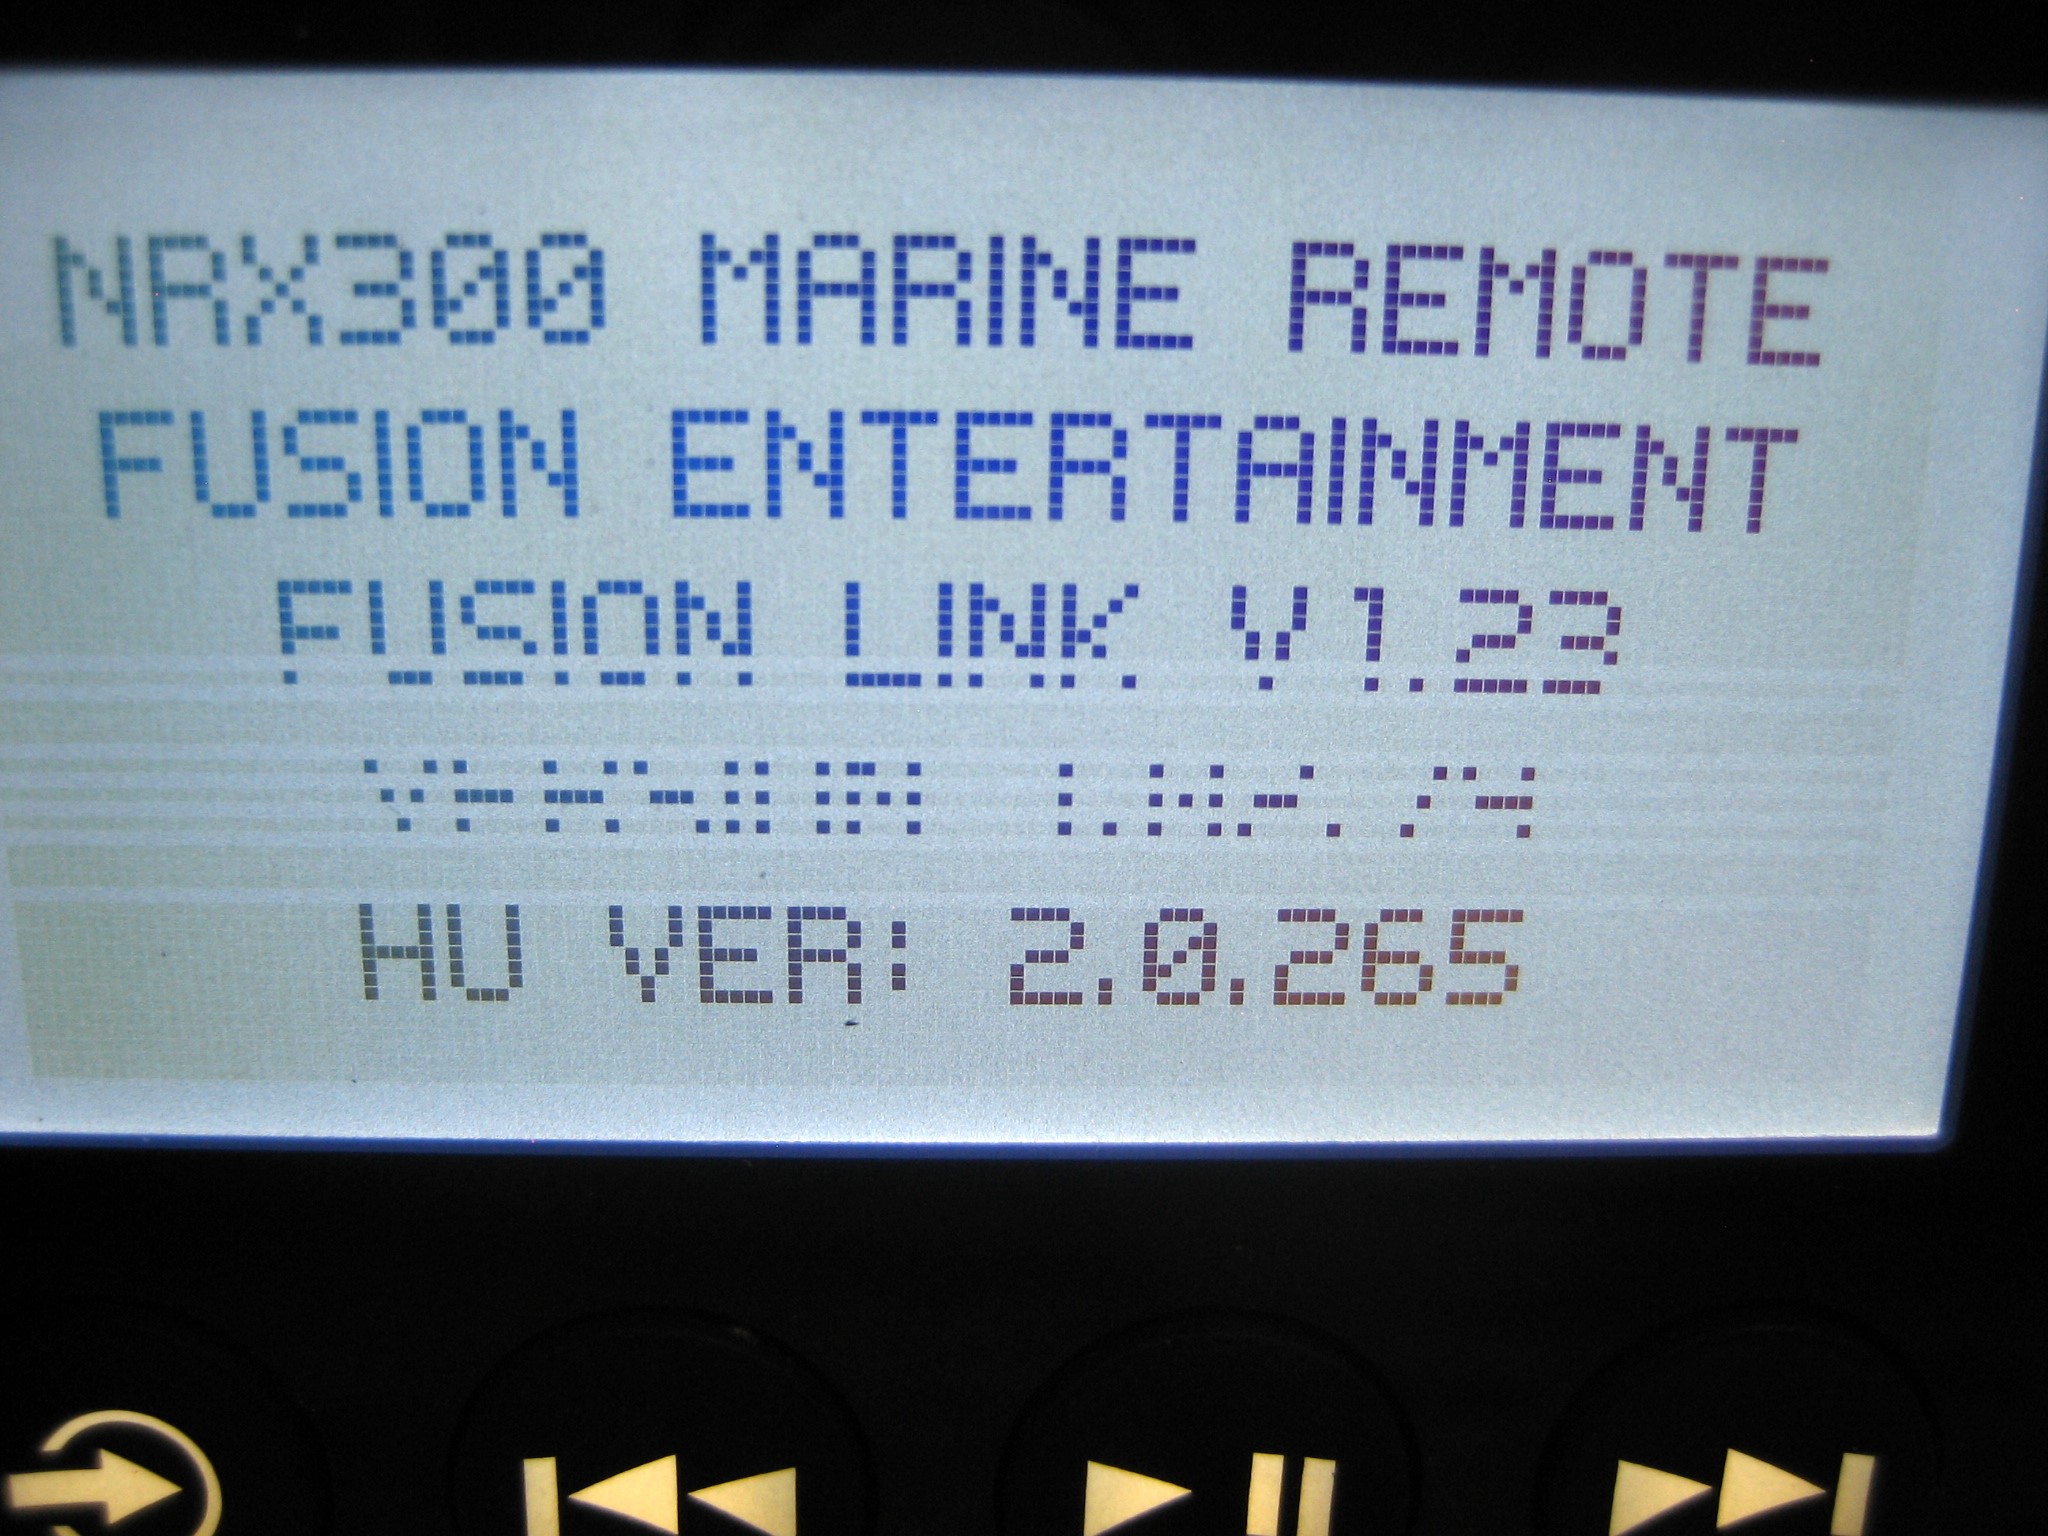 NRX300 MARINE REMOTE
FUSION ENTERTAINMENT
FUSION LINK V1.23
HU VER: 2.0.265